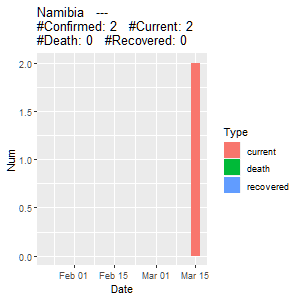 Namibia   ---
#Confirmed: 2   #Current: 2
#Death: 0   #Recovered: 0
2.0
1.5
1.0
0.5
0.0
Num
Feb 01
Feb 15
Mar 01
Mar 15
Date
Type
current
death
recovered